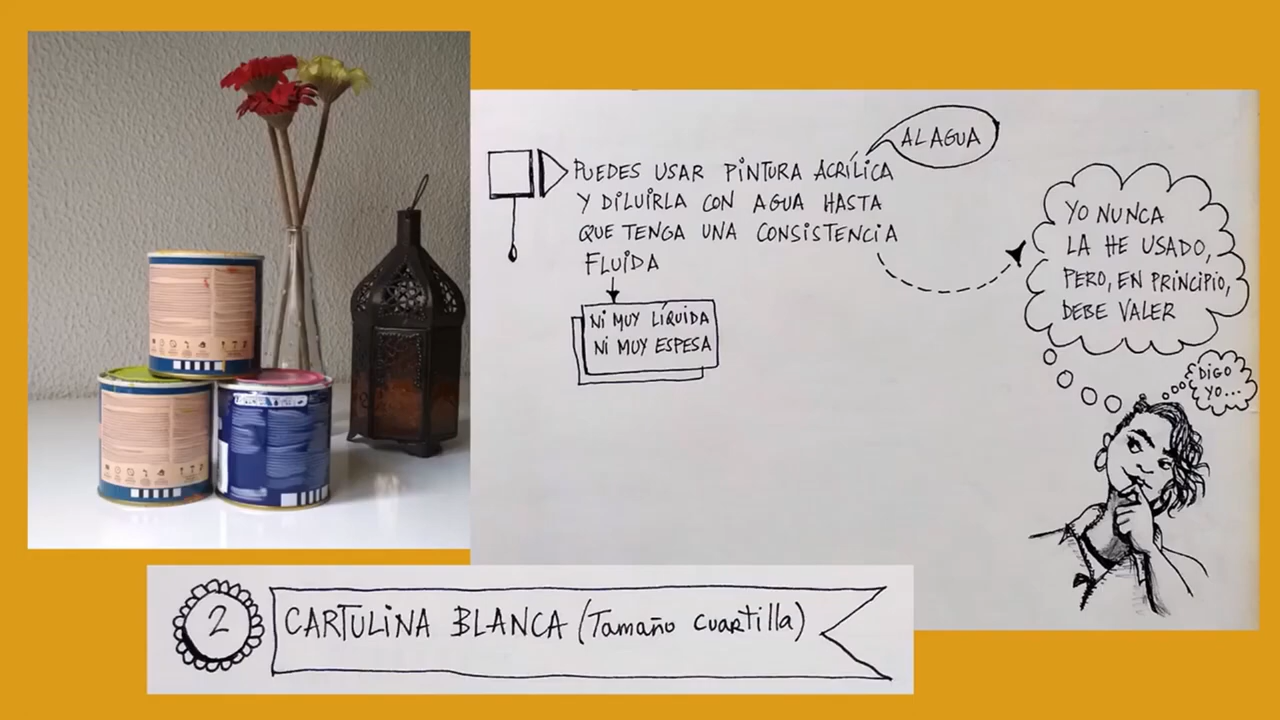 AL AGUA
PUEDES USAR PINTURA ACRÍLICA
Y DILUIRLA CON AGUA HASTA
QUE TENGA UNA CONSISTENCIA
FLUIDA
NI MUY LÍQUIDA
NI MUY ESPESA
YO NUNCA
LA HE USADO,
PERO, EN PRINCIPIO,
DEBE VALER
DIGO
YO...
2
CARTULINA BLANCA (Tamaño cuartilla)